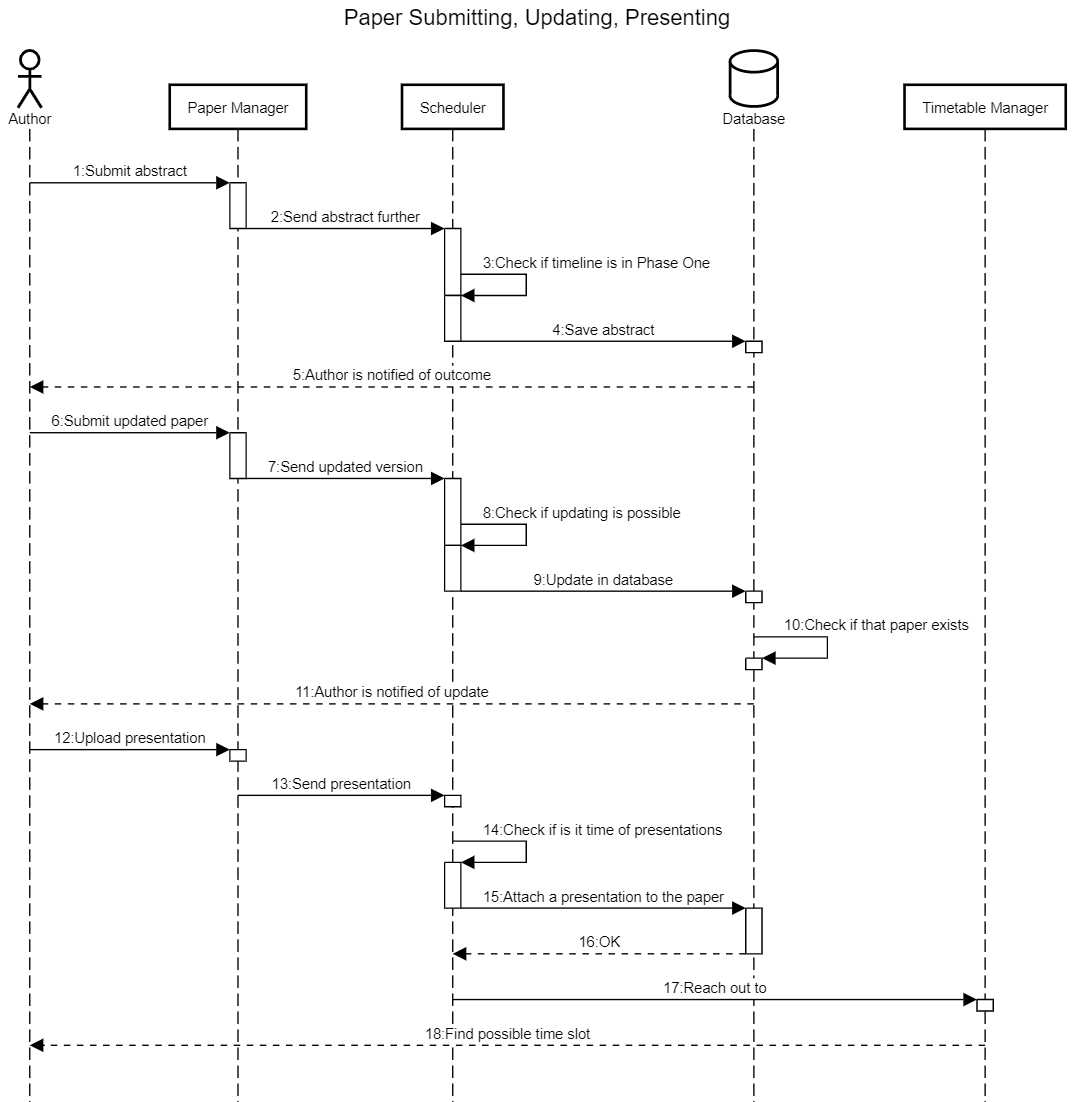 Paper Submitting, Updating, Presenting
Author
Paper Manager
Scheduler
Database
Timetable Manager
1:Submit abstract
2:Send abstract further
3:Check if timeline is in Phase One
4:Save abstract
5:Author is notified of outcome
6:Submit updated paper
7:Send updated version
8:Check if updating is possible
9:Update in database
10:Check if that paper exists
11:Author is notified of update
12:Upload presentation
13:Send presentation
14:Check if is it time of presentations
15:Attach a presentation to the paper
16:OK
17:Reach out to
18:Find possible time slot